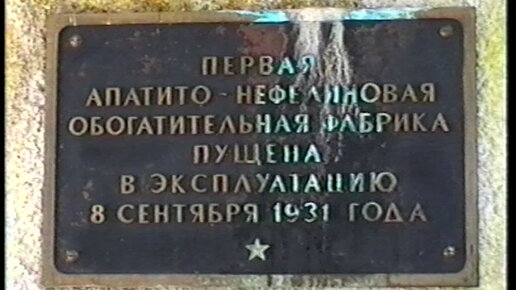 ПЕРВАЯ
АПАТИТО - НЕФЕЛИНОВАЯ
ОБОГАТИТЕЛЬНАЯ ФАБРИКА
ПУЩЕНА
В ЭКСПЛУАТАЦИЮ
8 СЕНТЯБРЯ 1931 ГОДА